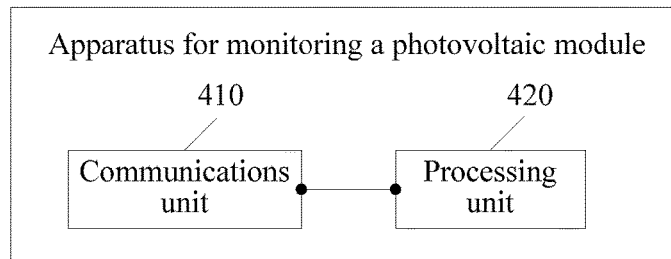 Apparatus for monitoring a photovoltaic module
410
420
Communications
unit
Processing
unit